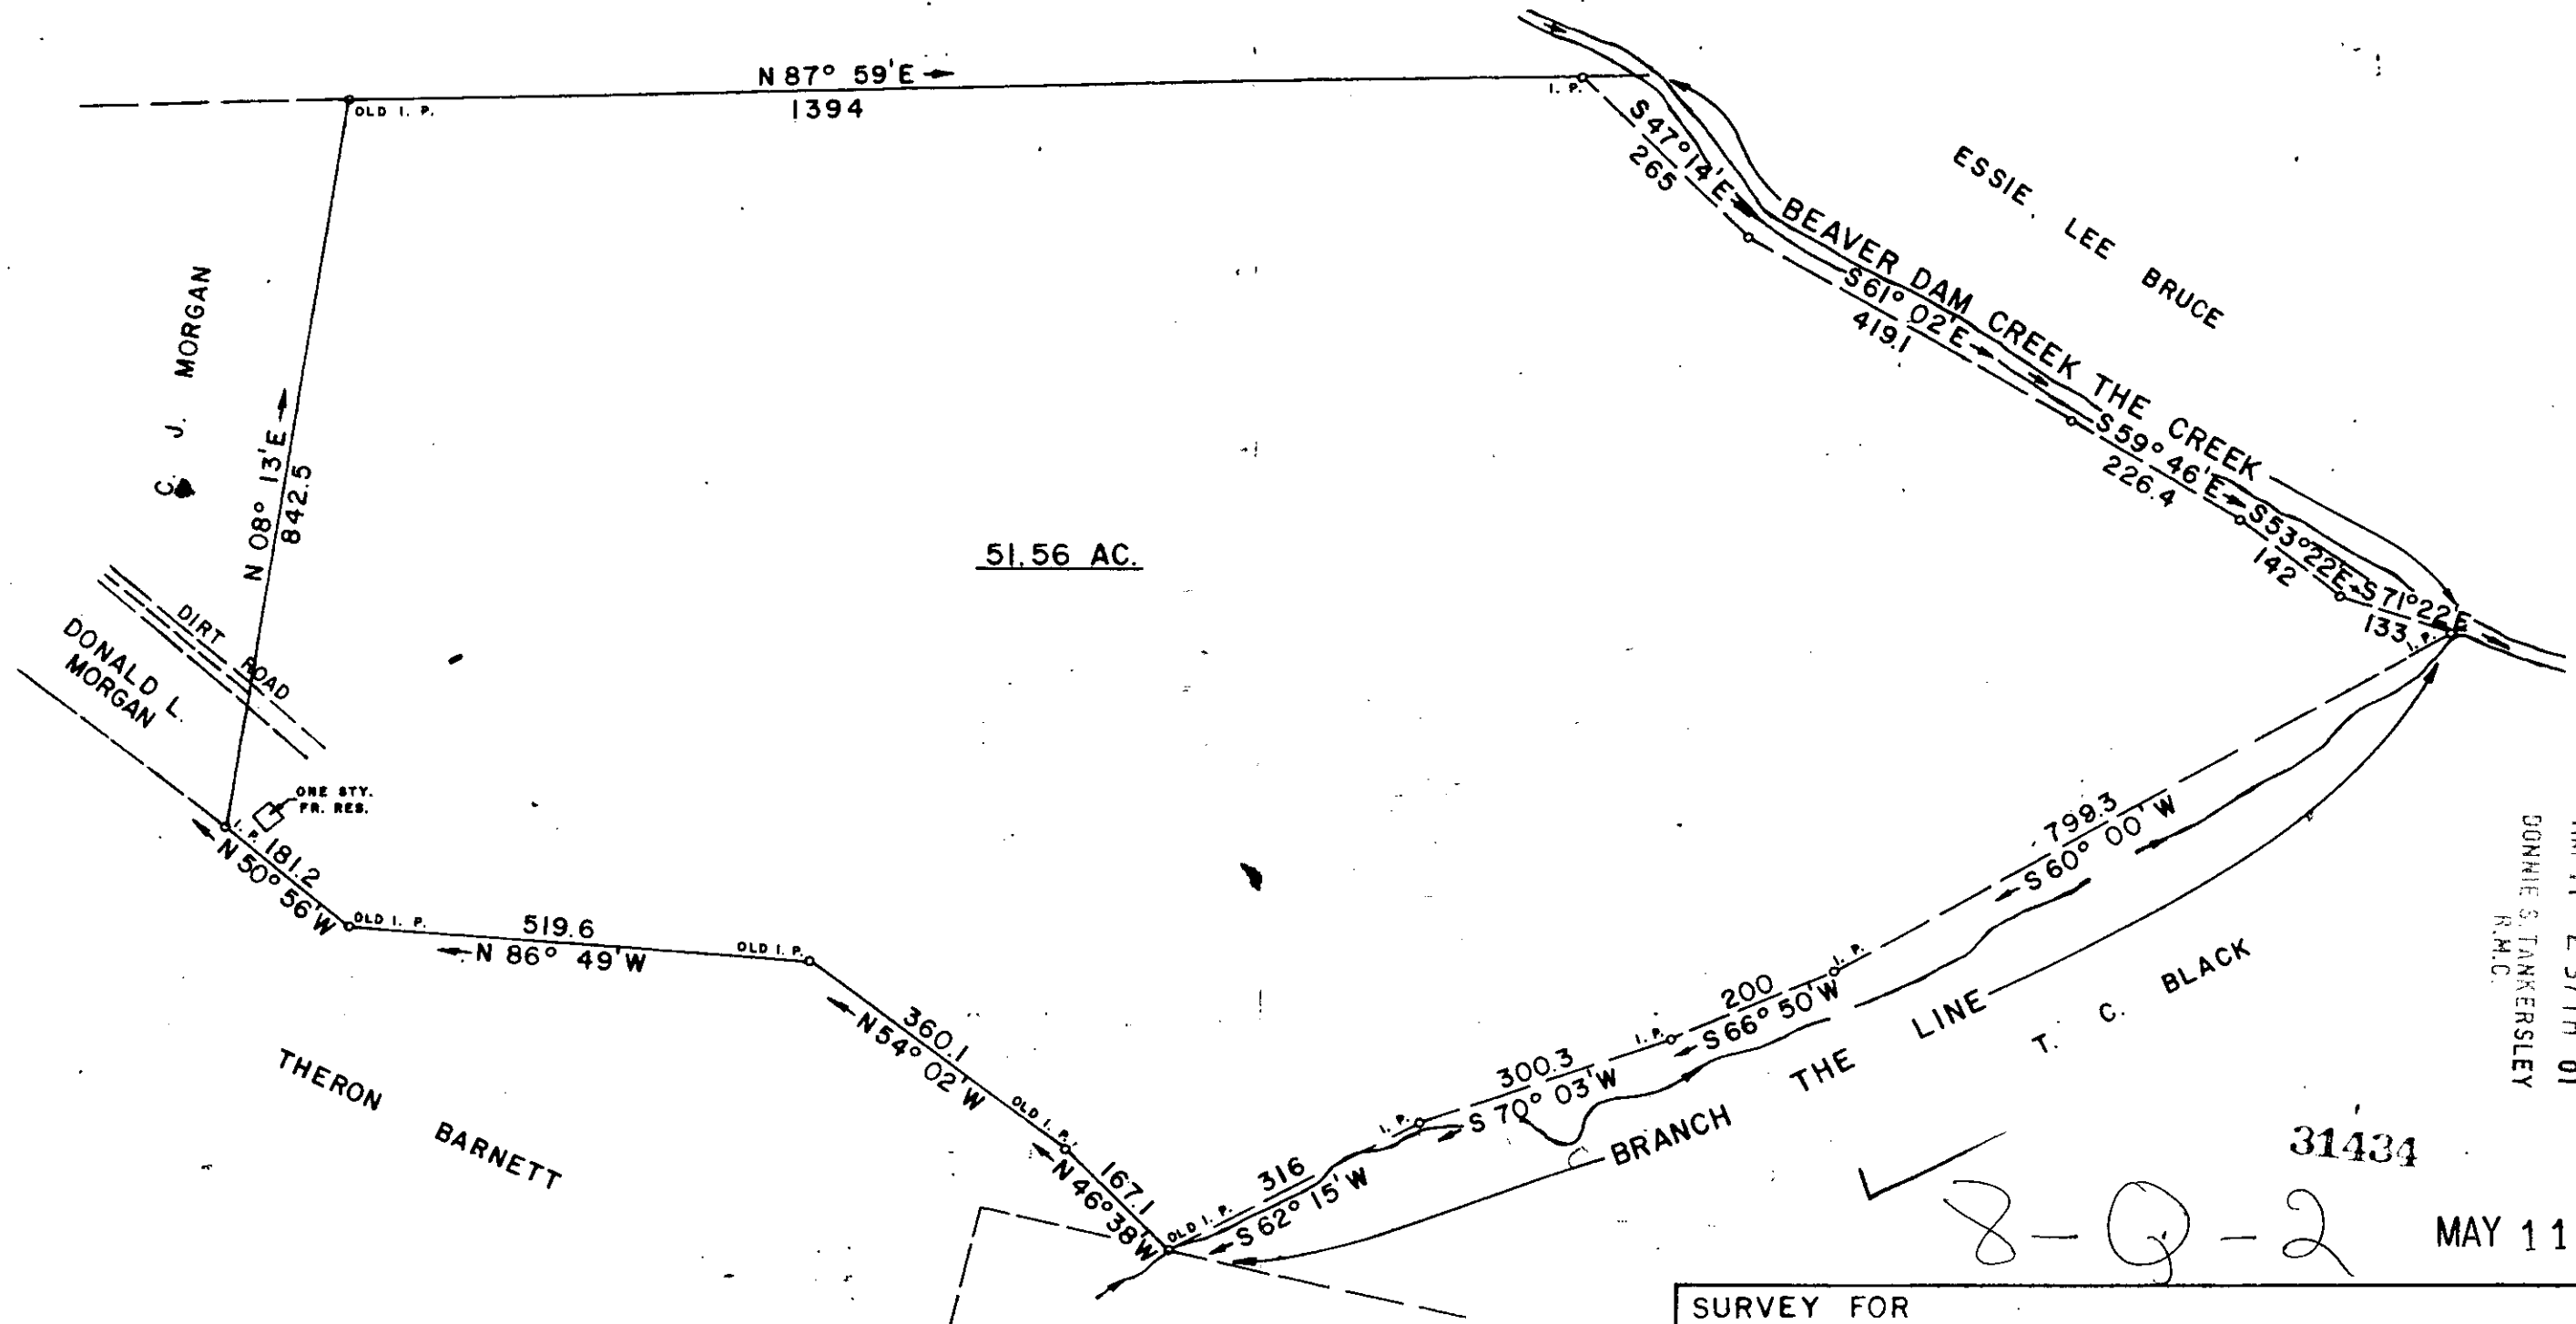 N 87° 59'E
1394
OLD I. P.
I. P.
S 47° 14' E
265
ESSIE LEE BRUCE
BEAVER DAM CREEK THE CREEK
S 61° 02' E
419.1
S 59° 46' E
226.4
S 53° 22' E
142
S 71° 22' E
133
I. P.
C. J. MORGAN
N 08° 13' E
842.5
51.56 AC.
DIRT ROAD
DONALD L.
MORGAN
ONE STY.
FR. RES.
I. P.
181.2
N 50° 56' W
OLD I. P.
519.6
N 86° 49' W
OLD I. P.
360.1
N 54° 02' W
OLD I. P.
167.1
N 46° 38' W
OLD I. P.
316
S 62° 15' W
I. P.
300.3
S 70° 03' W
I. P.
200
S 66° 50' W
I. P.
799.3
S 60° 00' W
BRANCH THE LINE
T. C. BLACK
THERON BARNETT
DONNIE S. TANKERSLEY
R.M.C.
31434
8-Q-2
MAY 11
SURVEY FOR